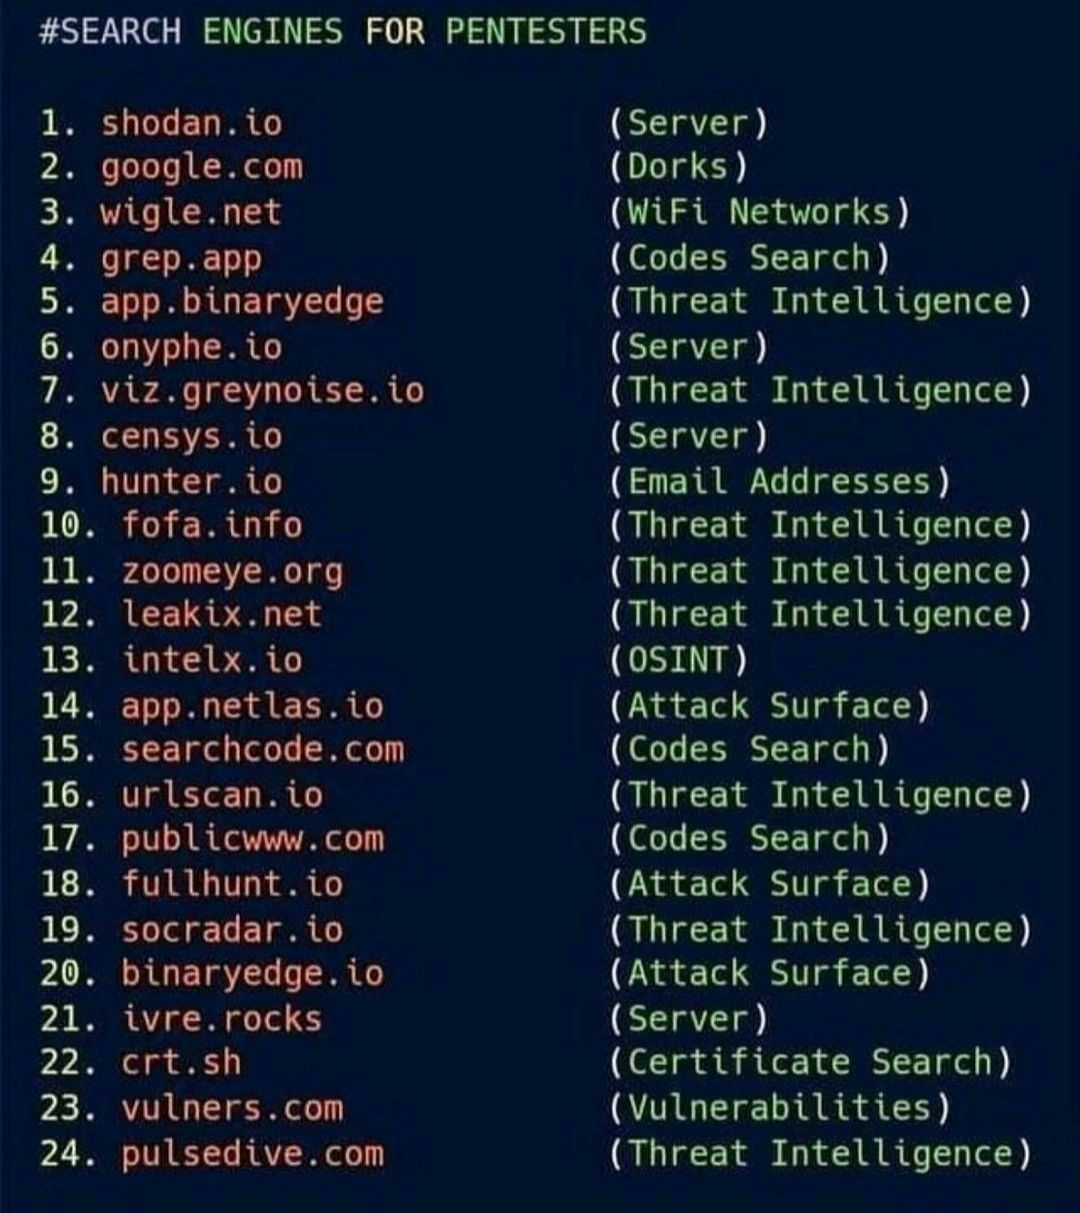 #SEARCH ENGINES FOR PENTESTERS
1. shodan.io (Server)
2. google.com (Dorks)
3. wigle.net (WiFi Networks)
4. grep.app (Codes Search)
5. app.binaryedge (Threat Intelligence)
6. onyphe.io (Server)
7. viz.greynoise.io (Threat Intelligence)
8. censys.io (Server)
9. hunter.io (Email Addresses)
10. fofa.info (Threat Intelligence)
11. zoomeye.org (Threat Intelligence)
12. leakix.net (Threat Intelligence)
13. intelx.io (OSINT)
14. app.netlas.io (Attack Surface)
15. searchcode.com (Codes Search)
16. urlscan.io (Threat Intelligence)
17. publicwww.com (Codes Search)
18. fullhunt.io (Attack Surface)
19. socradar.io (Threat Intelligence)
20. binaryedge.io (Attack Surface)
21. ivre.rocks (Server)
22. crt.sh (Certificate Search)
23. vulners.com (Vulnerabilities)
24. pulsedive.com (Threat Intelligence)